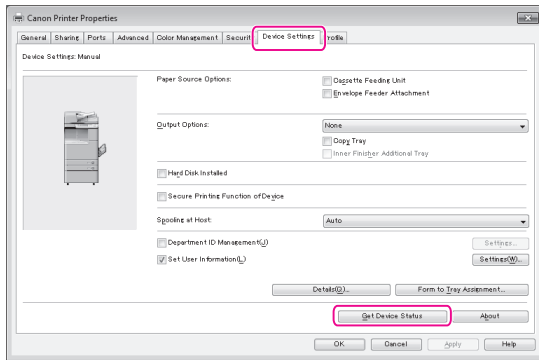 Canon Printer Properties
General Sharing Ports Advanced Color Management Securit Device Settings rofile
Device Settings: Manual
Paper Source Options:
Cassette Feeding Unit
Envelope Feeder Attachment
Output Options:
None
Copy Tray
Inner Finisher Additional Tray
Hard Disk Installed
Secure Printing Function of Device
Spooling at Host:
Auto
Department ID Management(J)
Settings...
Set User Information(L)
Settings(W)...
Details(Q)...
Form to Tray Assignment...
Get Device Status
About
OK Cancel Apply Help